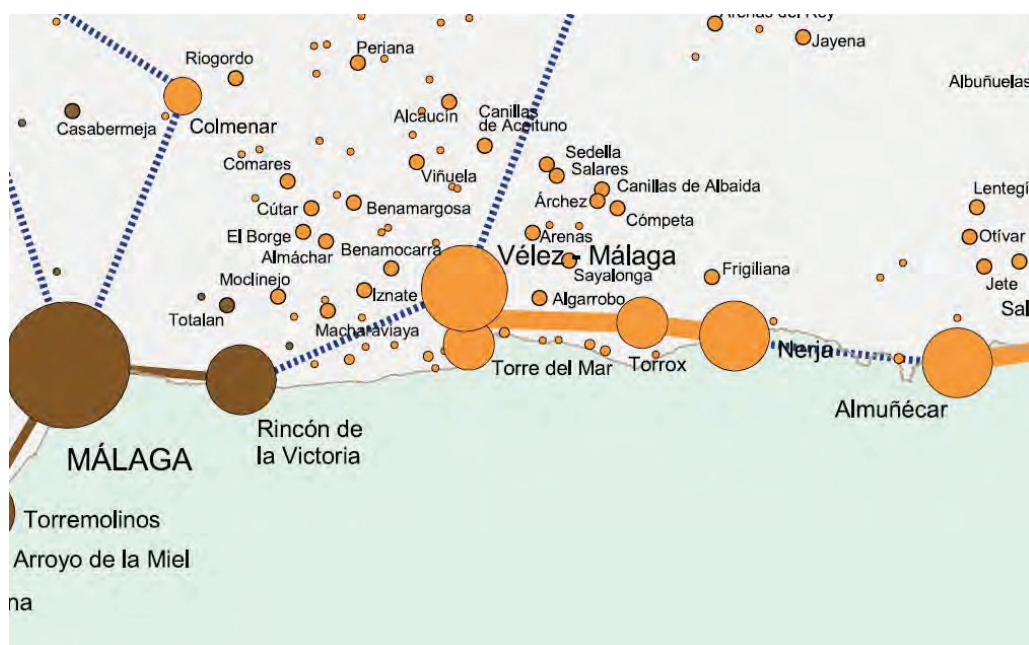 Arenas del Rey
Jayena
Periana
Riogordo
Albuñuelas
Casabermeja
Colmenar
Alcaucín
Canillas
de Aceituno
Comares
Viñuela
Sedella
Salares
Canillas de Albaida
Árchez
Cómpeta
Lentegí
Cútar
Benamargosa
El Borge
Almáchar
Benamocarra
Arenas
Otívar
Vélez - Málaga
Sayalonga
Frigiliana
Jete
Moclinejo
Iznate
Algarrobo
Totalan
Macharaviaya
Sal
Torre del Mar
Torrox
Nerja
Almuñécar
Rincón de
la Victoria
MÁLAGA
Torremolinos
Arroyo de la Miel
na